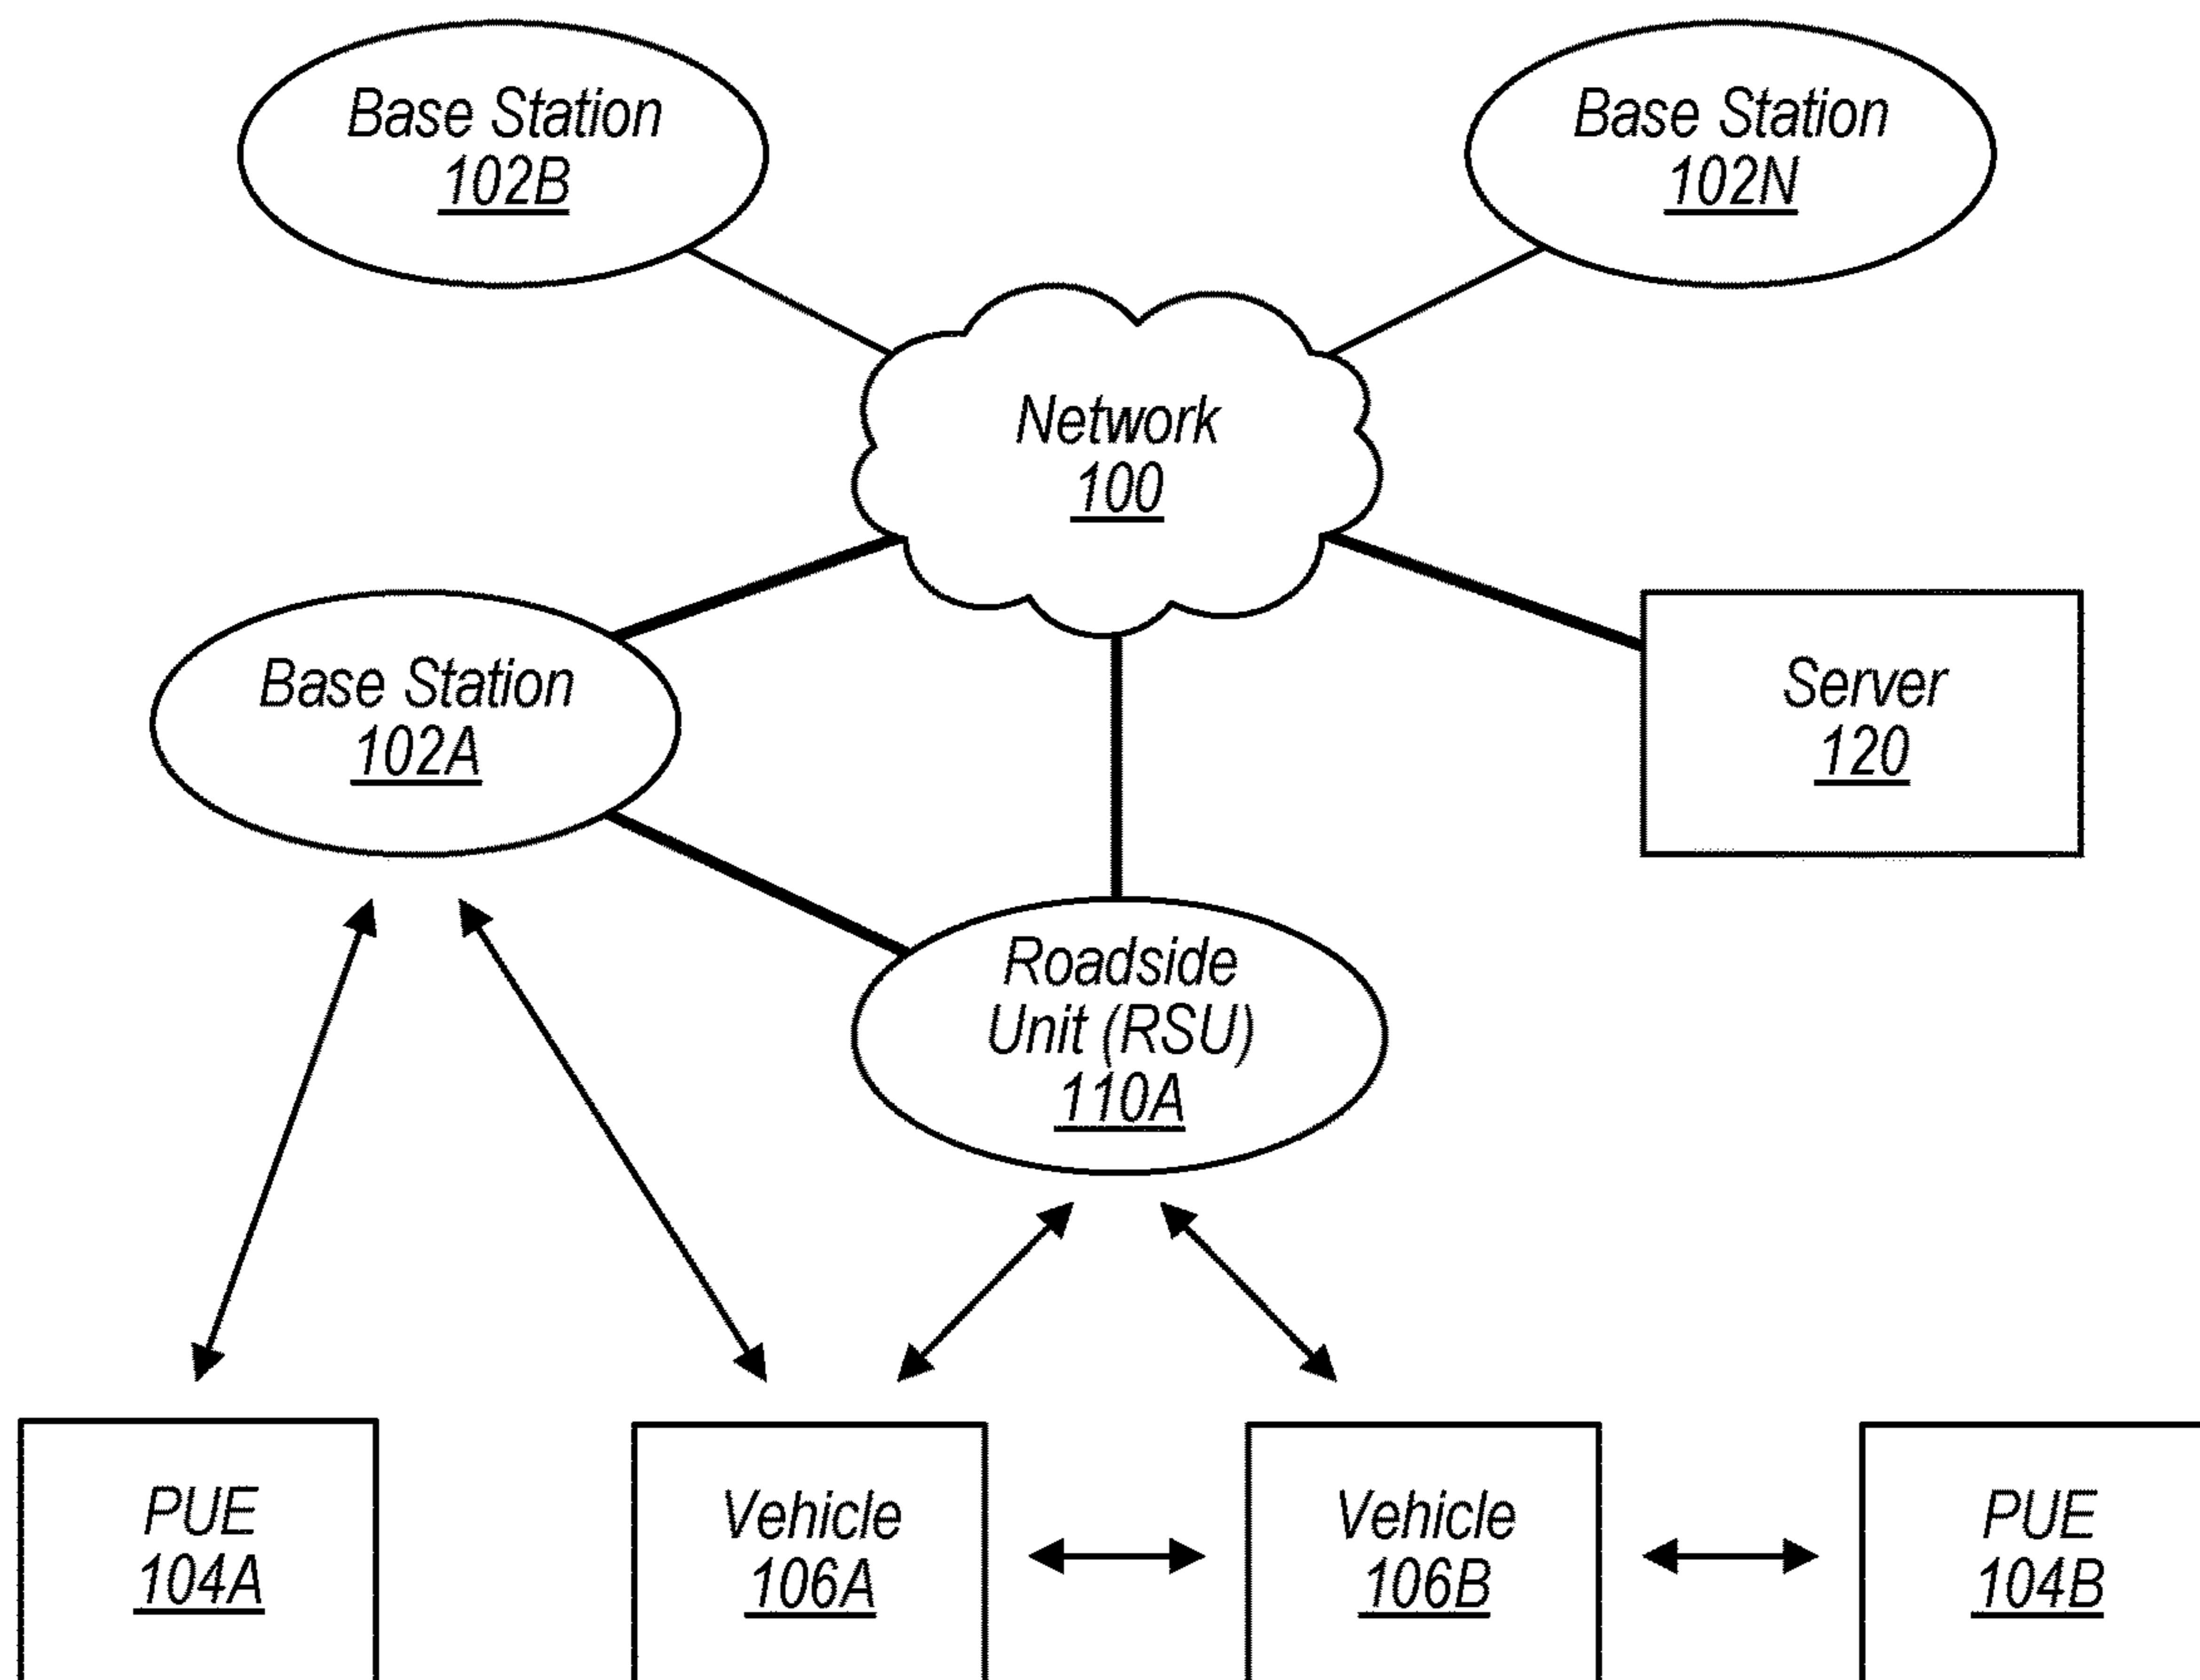 Base Station
102B
Base Station
102N
Network
100
Base Station
102A
Server
120
Roadside
Unit (RSU)
110A
PUE
104A
Vehicle
106A
Vehicle
106B
PUE
104B